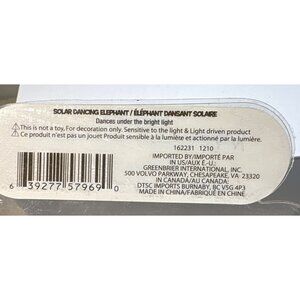 SOLAR DANCING ELEPHANT / ÉLÉPHANT DANSANT SOLAIRE
Dances under the bright light
⚠This is not a toy, For decoration only. Sensitive to the light & Light driven product
⚠Ce produit n'est pas un jouet Produit sensible à la lumière et actionné par la lumière.
162231 1210
IMPORTED BY/IMPORTÉ PAR
IN US/AUX É.-U.:
GREENBRIER INTERNATIONAL, INC.
500 VOLVO PARKWAY, CHESAPEAKE, VA 23320
IN CANADA/AU CANADA:
DTSC IMPORTS BURNABY, BC V5G 4P3
MADE IN CHINA/FABRIQUÉ EN CHINE
6 39277 57969 0